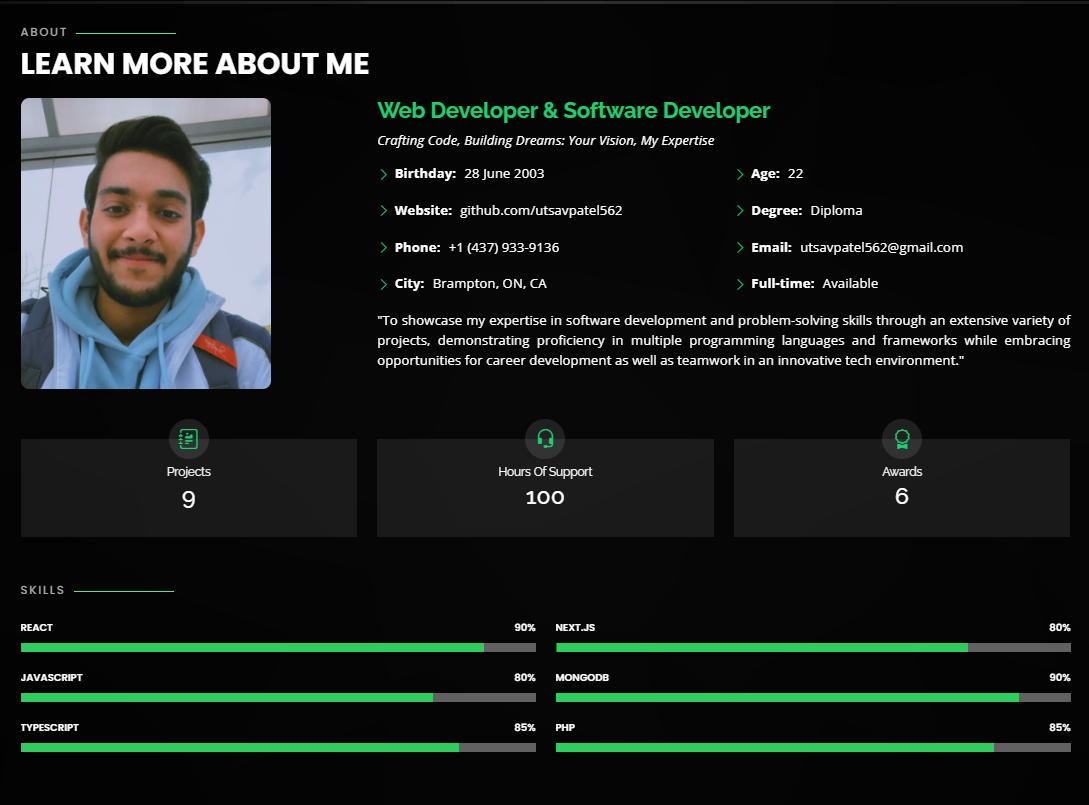 ABOUT
LEARN MORE ABOUT ME
Web Developer & Software Developer
Crafting Code, Building Dreams: Your Vision, My Expertise
Birthday: 28 June 2003
Age: 22
Website: github.com/utsavpatel562
Degree: Diploma
Phone: +1 (437) 933-9136
Email: utsavpatel562@gmail.com
City: Brampton, ON, CA
Full-time: Available
"To showcase my expertise in software development and problem-solving skills through an extensive variety of
projects, demonstrating proficiency in multiple programming languages and frameworks while embracing
opportunities for career development as well as teamwork in an innovative tech environment."
Projects
9
Hours Of Support
100
Awards
6
SKILLS
REACT 90%
NEXT.JS 80%
JAVASCRIPT 80%
MONGODB 90%
TYPESCRIPT 85%
PHP 85%